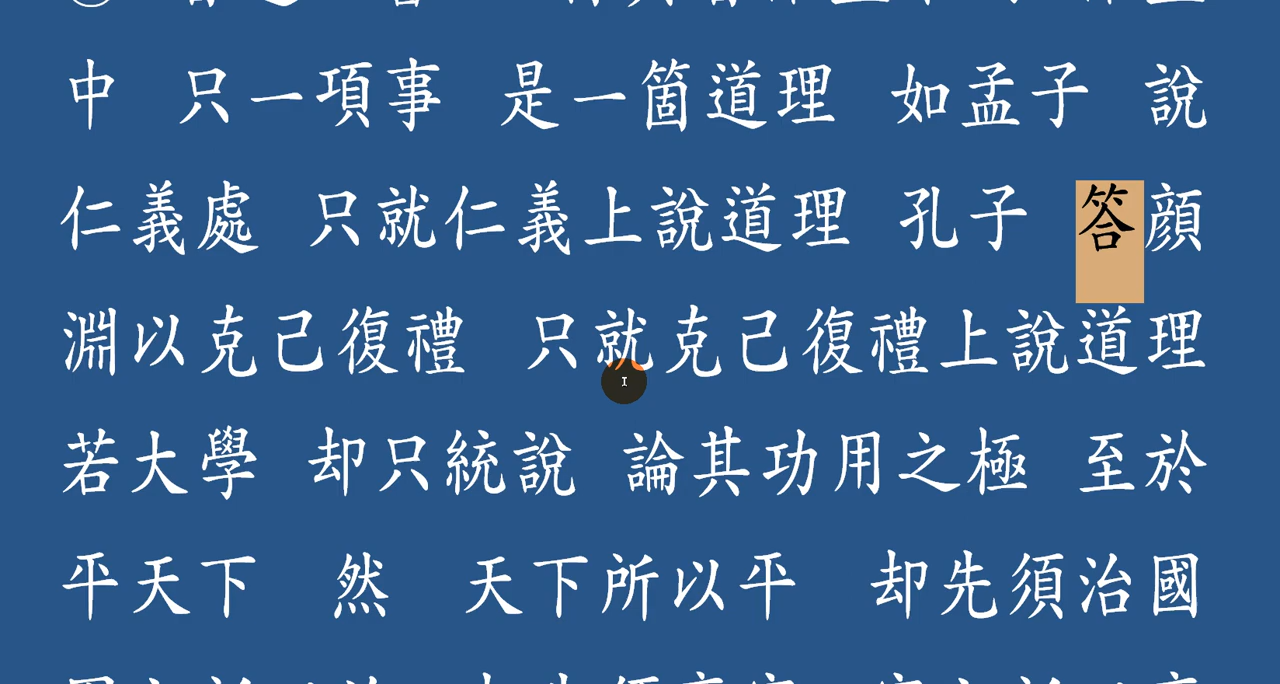 中 只一項事 是一箇道理 如孟子 說
仁義處 只就仁義上說道理 孔子 答顔
淵以克己復禮 只就克己復禮上說道理
若大學 却只統說 論其功用之極 至於
平天下 然 天下所以平 却先須治國